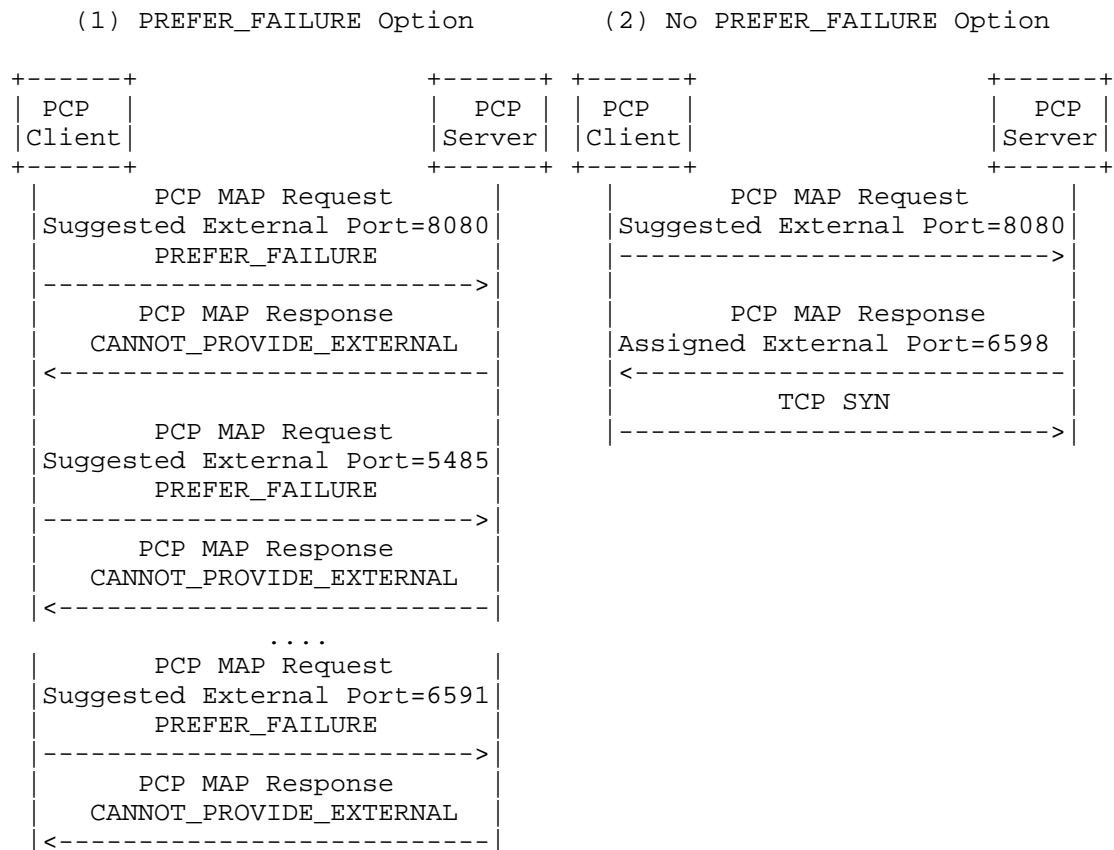 (1) PREFER_FAILURE Option          (2) No PREFER_FAILURE Option

+------+                  +------+ +------+                  +------+
| PCP  |                  |  PCP | | PCP  |                  |  PCP |
|Client|                  |Server| |Client|                  |Server|
+------+                  +------+ +------+                  +------+
|       PCP MAP Request      |       |       PCP MAP Request      |
|Suggested External Port=8080|       |Suggested External Port=8080|
|       PREFER_FAILURE       |       |--------------------------->|
|--------------------------->|       |                            |
|      PCP MAP Response      |       |       PCP MAP Response     |
|   CANNOT_PROVIDE_EXTERNAL  |       |Assigned External Port=6598 |
|<---------------------------|       |<---------------------------|
|                            |       |          TCP SYN           |
|       PCP MAP Request      |       |--------------------------->|
|Suggested External Port=5485|
|       PREFER_FAILURE       |
|--------------------------->|
|      PCP MAP Response      |
|   CANNOT_PROVIDE_EXTERNAL  |
|<---------------------------|
....
|       PCP MAP Request      |
|Suggested External Port=6591|
|       PREFER_FAILURE       |
|--------------------------->|
|      PCP MAP Response      |
|   CANNOT_PROVIDE_EXTERNAL  |
|<---------------------------|